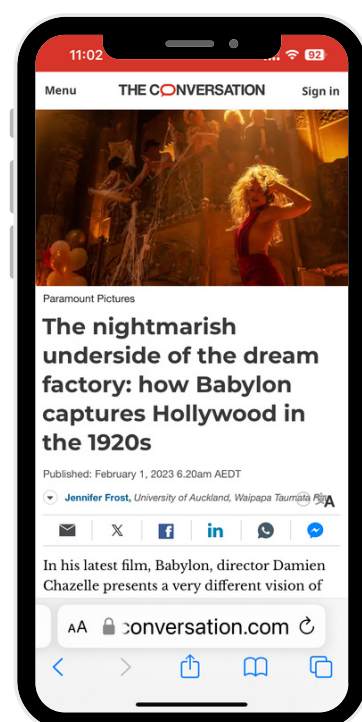 11:02
92
Menu
THE CONVERSATION
Sign in
Paramount Pictures
The nightmarish
underside of the dream
factory: how Babylon
captures Hollywood in
the 1920s
Published: February 1, 2023 6.20am AEDT
Jennifer Frost, University of Auckland, Waipapa Taumata
In his latest film, Babylon, director Damien
Chazelle presents a very different vision of
AA
conversation.com